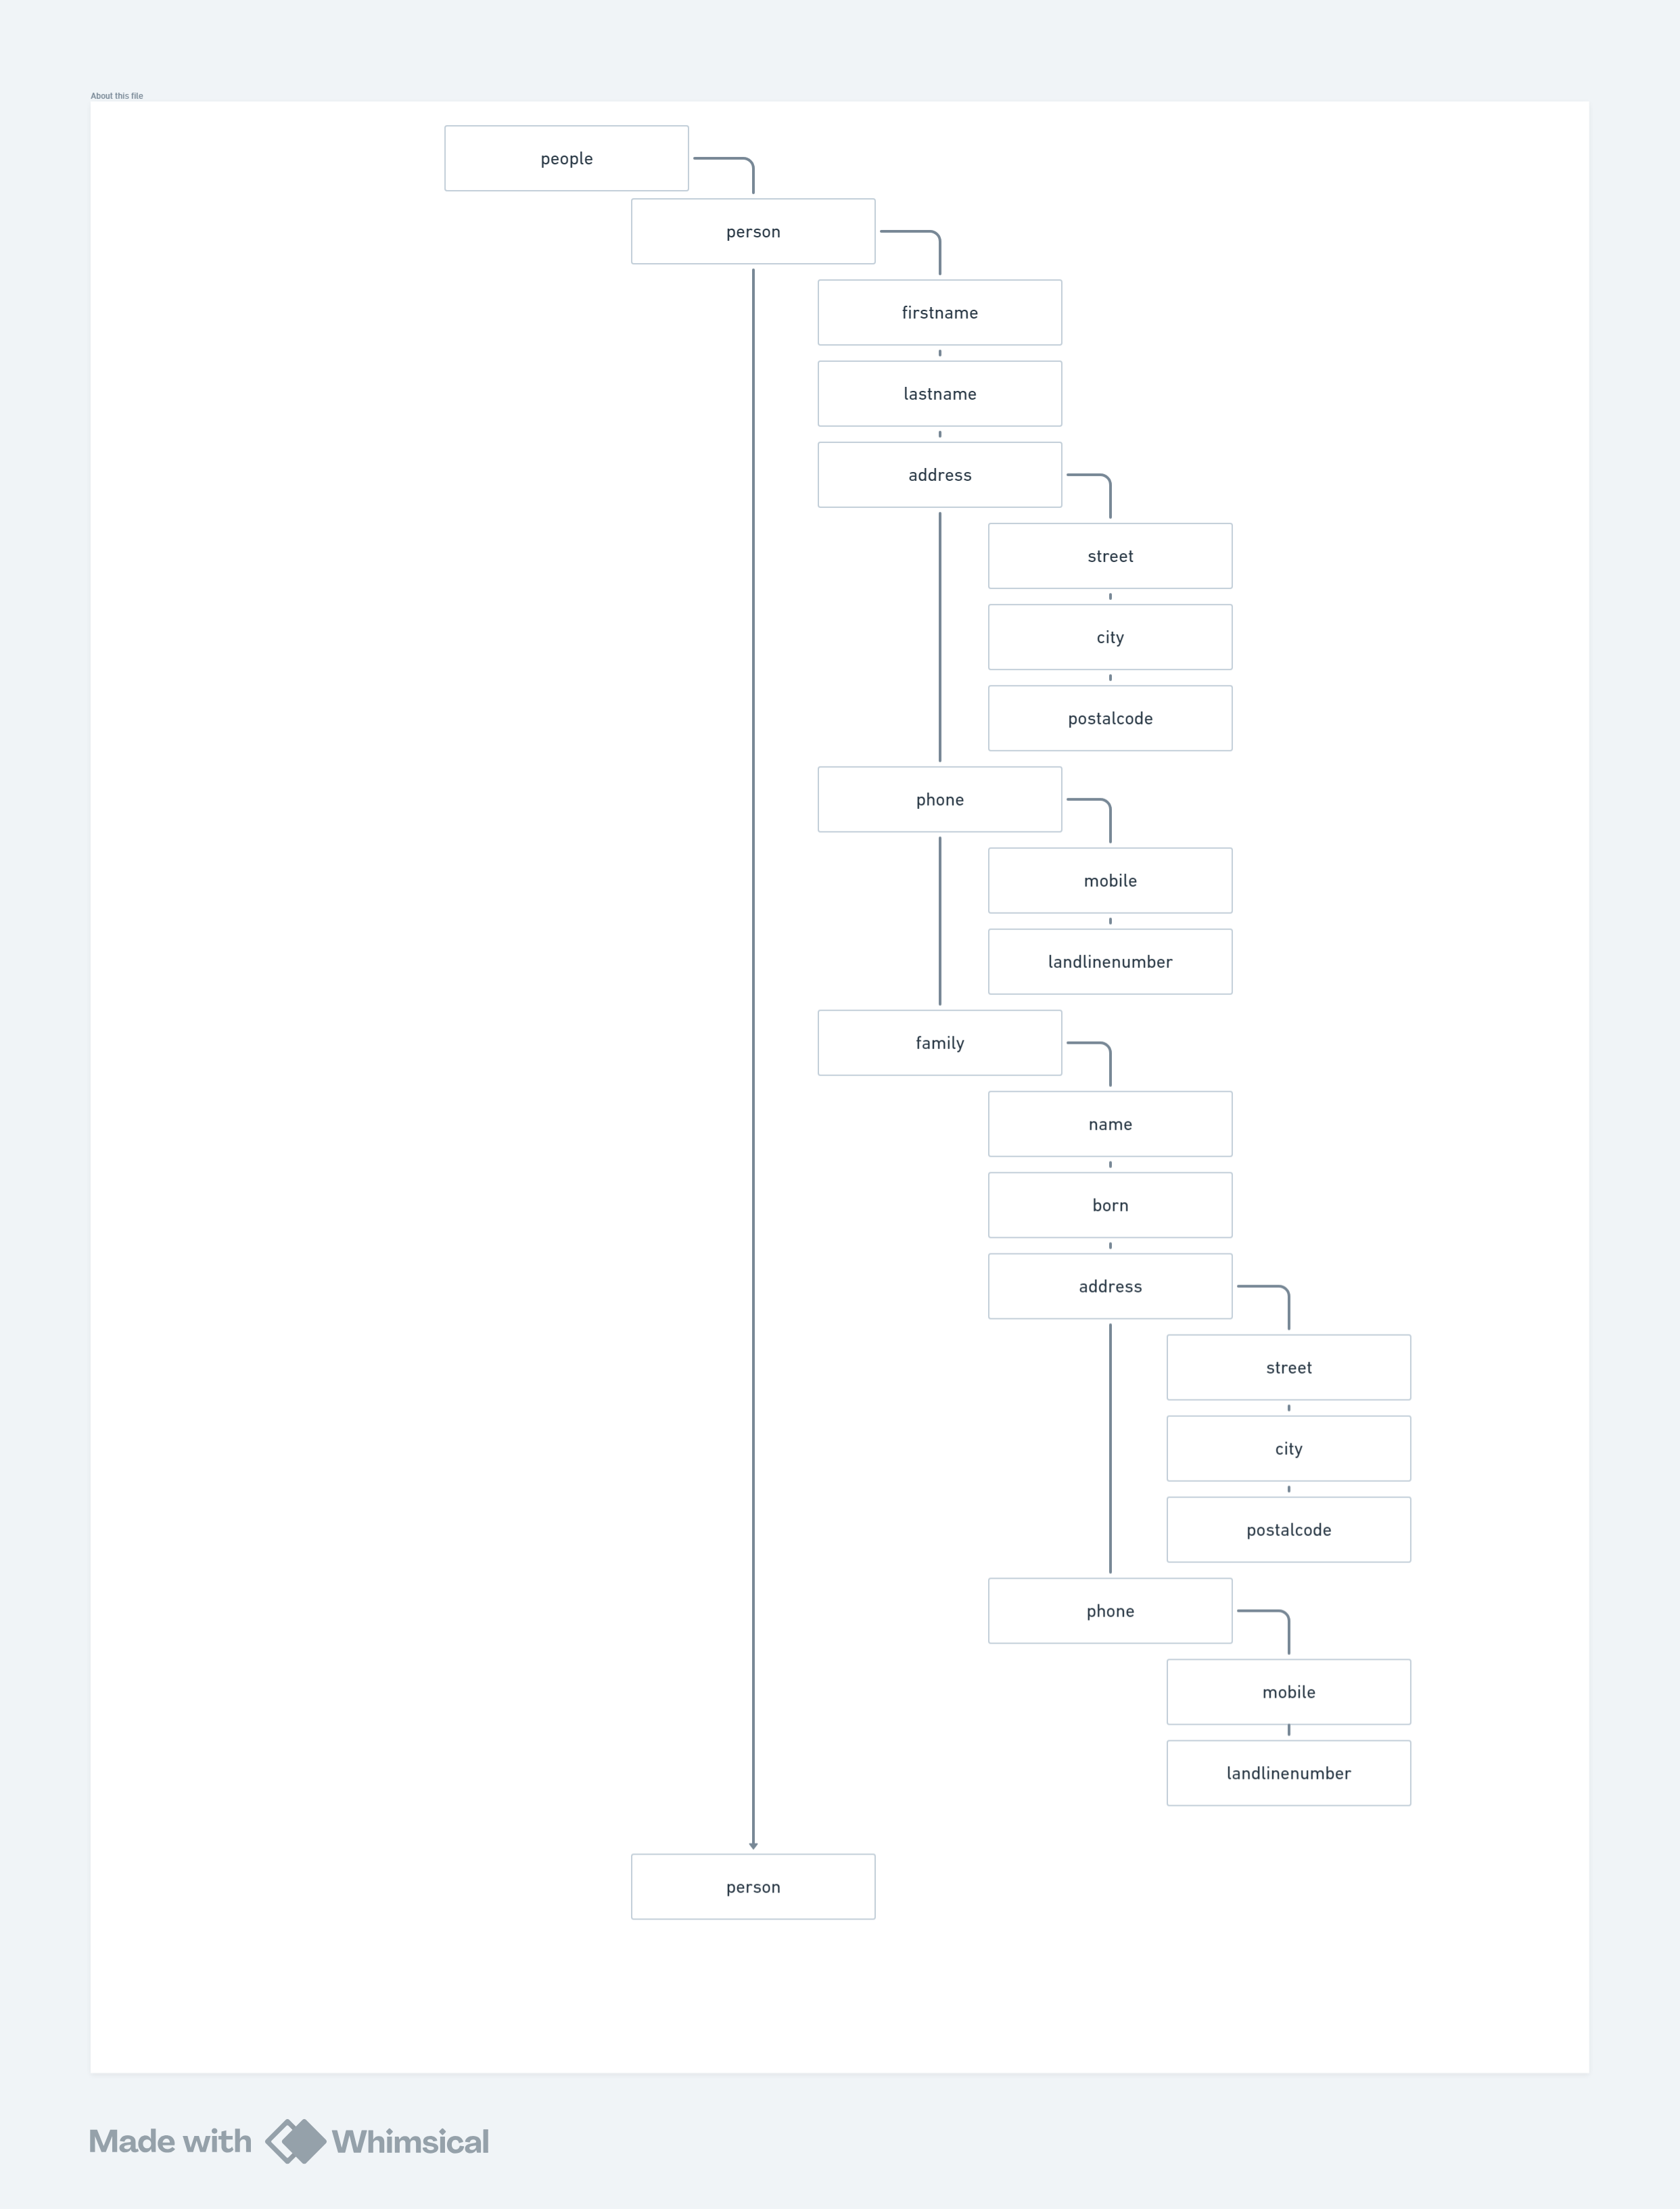 About this file
people
person
firstname
lastname
address
street
city
postalcode
phone
mobile
landlinenumber
family
name
born
address
street
city
postalcode
phone
mobile
landlinenumber
person
Made with Whimsical